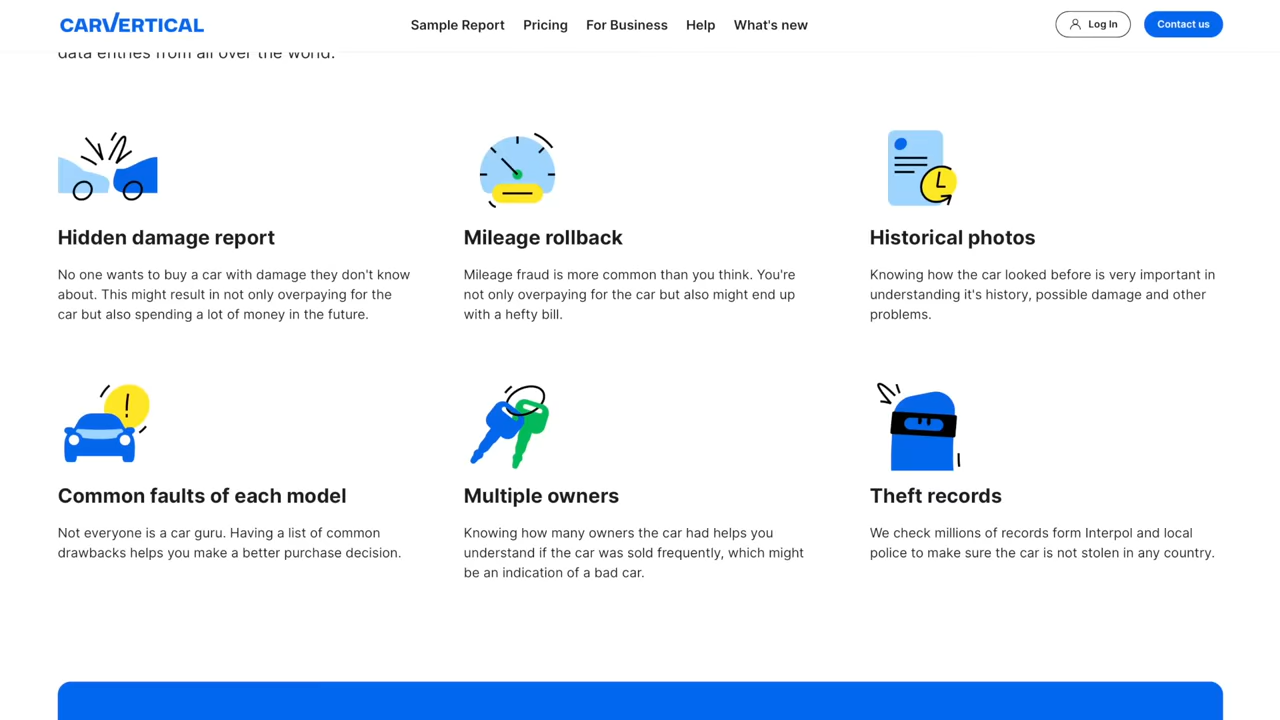 CARVERTICAL
Sample Report
Pricing
For Business
Help
What's new
Log In
Contact us
data entries from all over the world.
Hidden damage report
No one wants to buy a car with damage they don't know
about. This might result in not only overpaying for the
car but also spending a lot of money in the future.
Mileage rollback
Mileage fraud is more common than you think. You're
not only overpaying for the car but also might end up
with a hefty bill.
Historical photos
Knowing how the car looked before is very important in
understanding it's history, possible damage and other
problems.
Common faults of each model
Not everyone is a car guru. Having a list of common
drawbacks helps you make a better purchase decision.
Multiple owners
Knowing how many owners the car had helps you
understand if the car was sold frequently, which might
be an indication of a bad car.
Theft records
We check millions of records form Interpol and local
police to make sure the car is not stolen in any country.